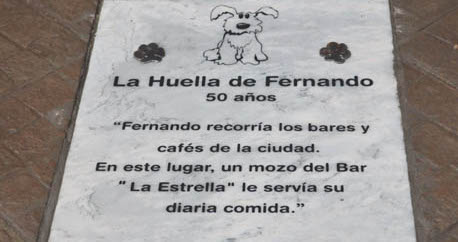 La Huella de Fernando
50 años
"Fernando recorría los bares y
cafés de la ciudad.
En este lugar, un mozo del Bar
"La Estrella" le servía su
diaria comida."